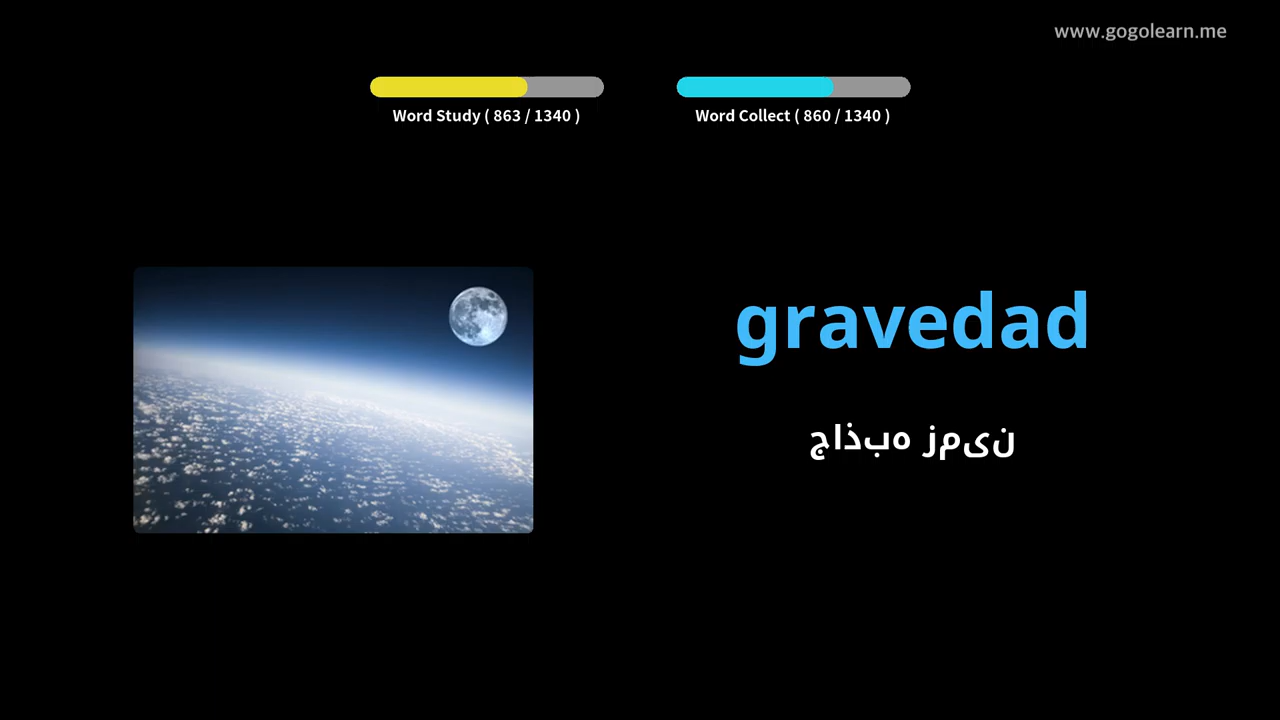 www.gogolearn.me
Word Study ( 863 / 1340 )
Word Collect ( 860 / 1340 )
gravedad
جاذبه زمین